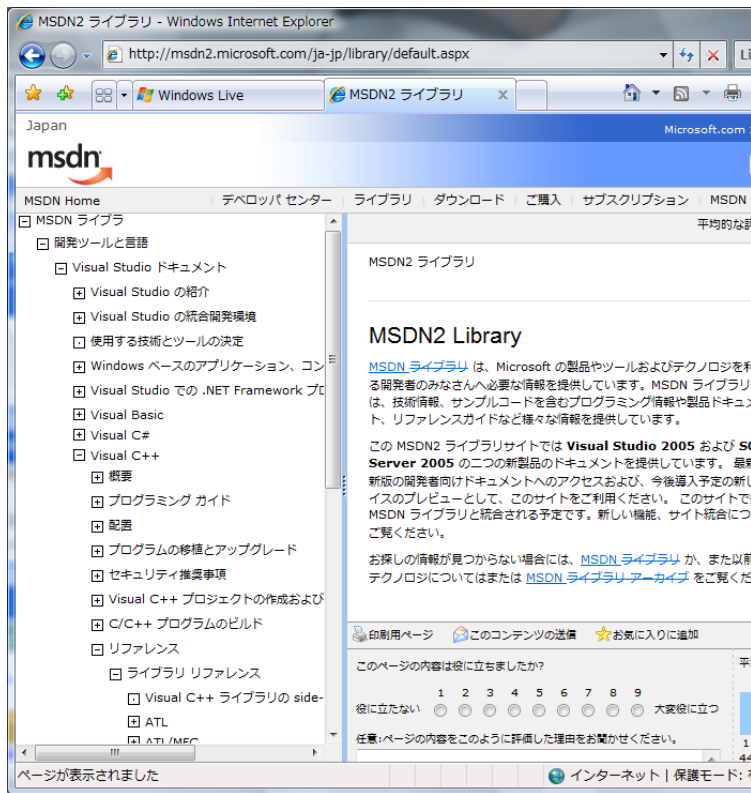 MSDN2 ライブラリ - Windows Internet Explorer
http://msdn2.microsoft.com/ja-jp/library/default.aspx
Windows Live
MSDN2 ライブラリ
Japan
Microsoft.com
msdn
MSDN Home デベロッパ センター ライブラリ ダウンロード ご購入 サブスクリプション MSDN
MSDN ライブラ
開発ツールと言語
Visual Studio ドキュメント
Visual Studio の紹介
Visual Studio の統合開発環境
使用する技術とツールの決定
Windows ベースのアプリケーション、コン
Visual Studio での .NET Framework プロ
Visual Basic
Visual C#
Visual C++
概要
プログラミング ガイド
配置
プログラムの移植とアップグレード
セキュリティ推奨事項
Visual C++ プロジェクトの作成および
C/C++ プログラムのビルド
リファレンス
ライブラリ リファレンス
Visual C++ ライブラリの side-
ATL
ATL/MFC
平均的な
MSDN2 ライブラリ
MSDN2 Library
MSDN ライブラリ は、Microsoft の製品やツールおよびテクノロジを利
る開発者のみなさんへ必要な情報を提供しています。MSDN ライブラリ
は、技術情報、サンプルコードを含むプログラミング情報や製品ドキュメ
ト、リファレンスガイドなど様々な情報を提供しています。
この MSDN2 ライブラリサイトでは Visual Studio 2005 および SQ
Server 2005 の二つの新製品のドキュメントを提供しています。 最新
新版の開発者向けドキュメントへのアクセスおよび、今後導入予定の新し
イスのプレビューとして、このサイトをご利用ください。 このサイトで
MSDN ライブラリと統合される予定です。新しい機能、サイト統合につ
ご覧ください。
お探しの情報が見つからない場合には、MSDN ライブラリ か、また以前
テクノロジについてはまたは MSDN ライブラリ アーカイブ をご覧くだ
印刷用ページ このコンテンツの送信 お気に入りに追加
このページの内容は役に立ちましたか?
1 2 3 4 5 6 7 8 9
役に立たない 大変役に立つ
任意:ページの内容をこのように評価した理由をお聞かせください。
平
1
44
ページが表示されました
インターネット | 保護モード: